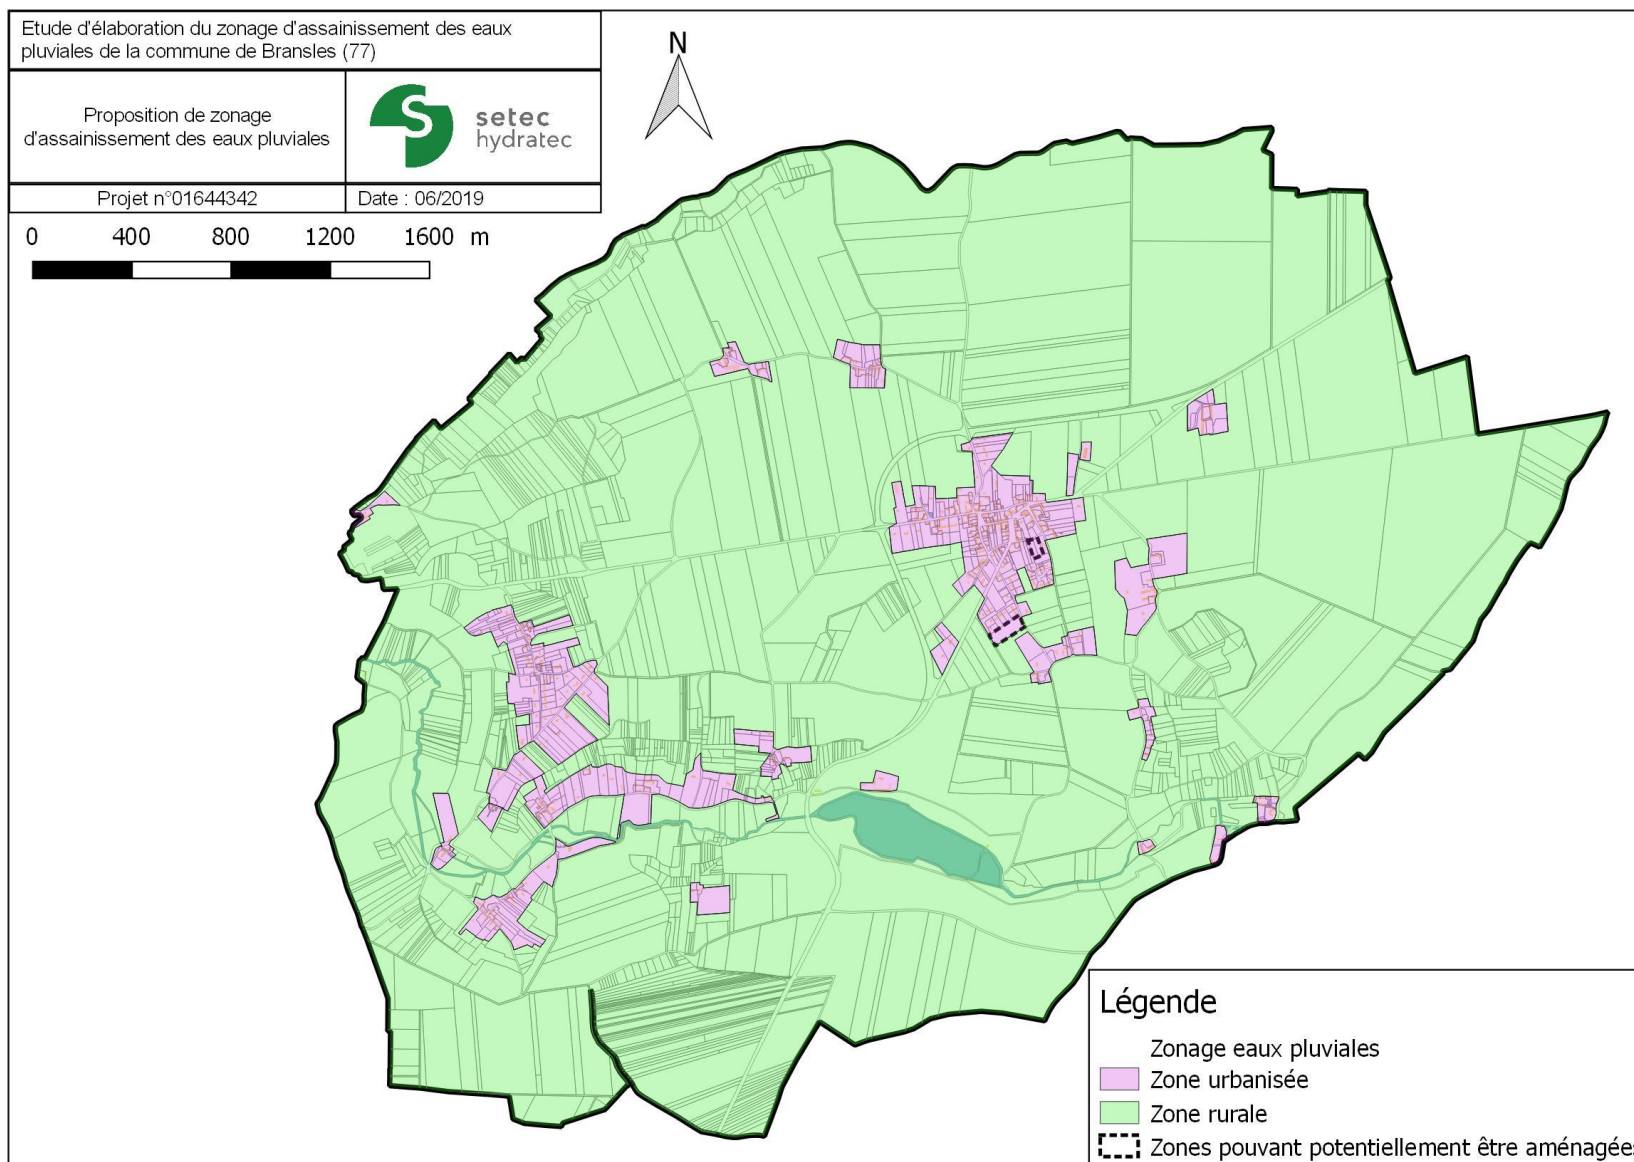 Etude d'élaboration du zonage d'assainissement des eaux
pluviales de la commune de Bransles (77)
Proposition de zonage
d'assainissement des eaux pluviales
S
setec
hydratec
Projet n°01644342
Date : 06/2019
N
0 400 800 1200 1600 m
Légende
Zonage eaux pluviales
Zone urbanisée
Zone rurale
Zones pouvant potentiellement être aménagées